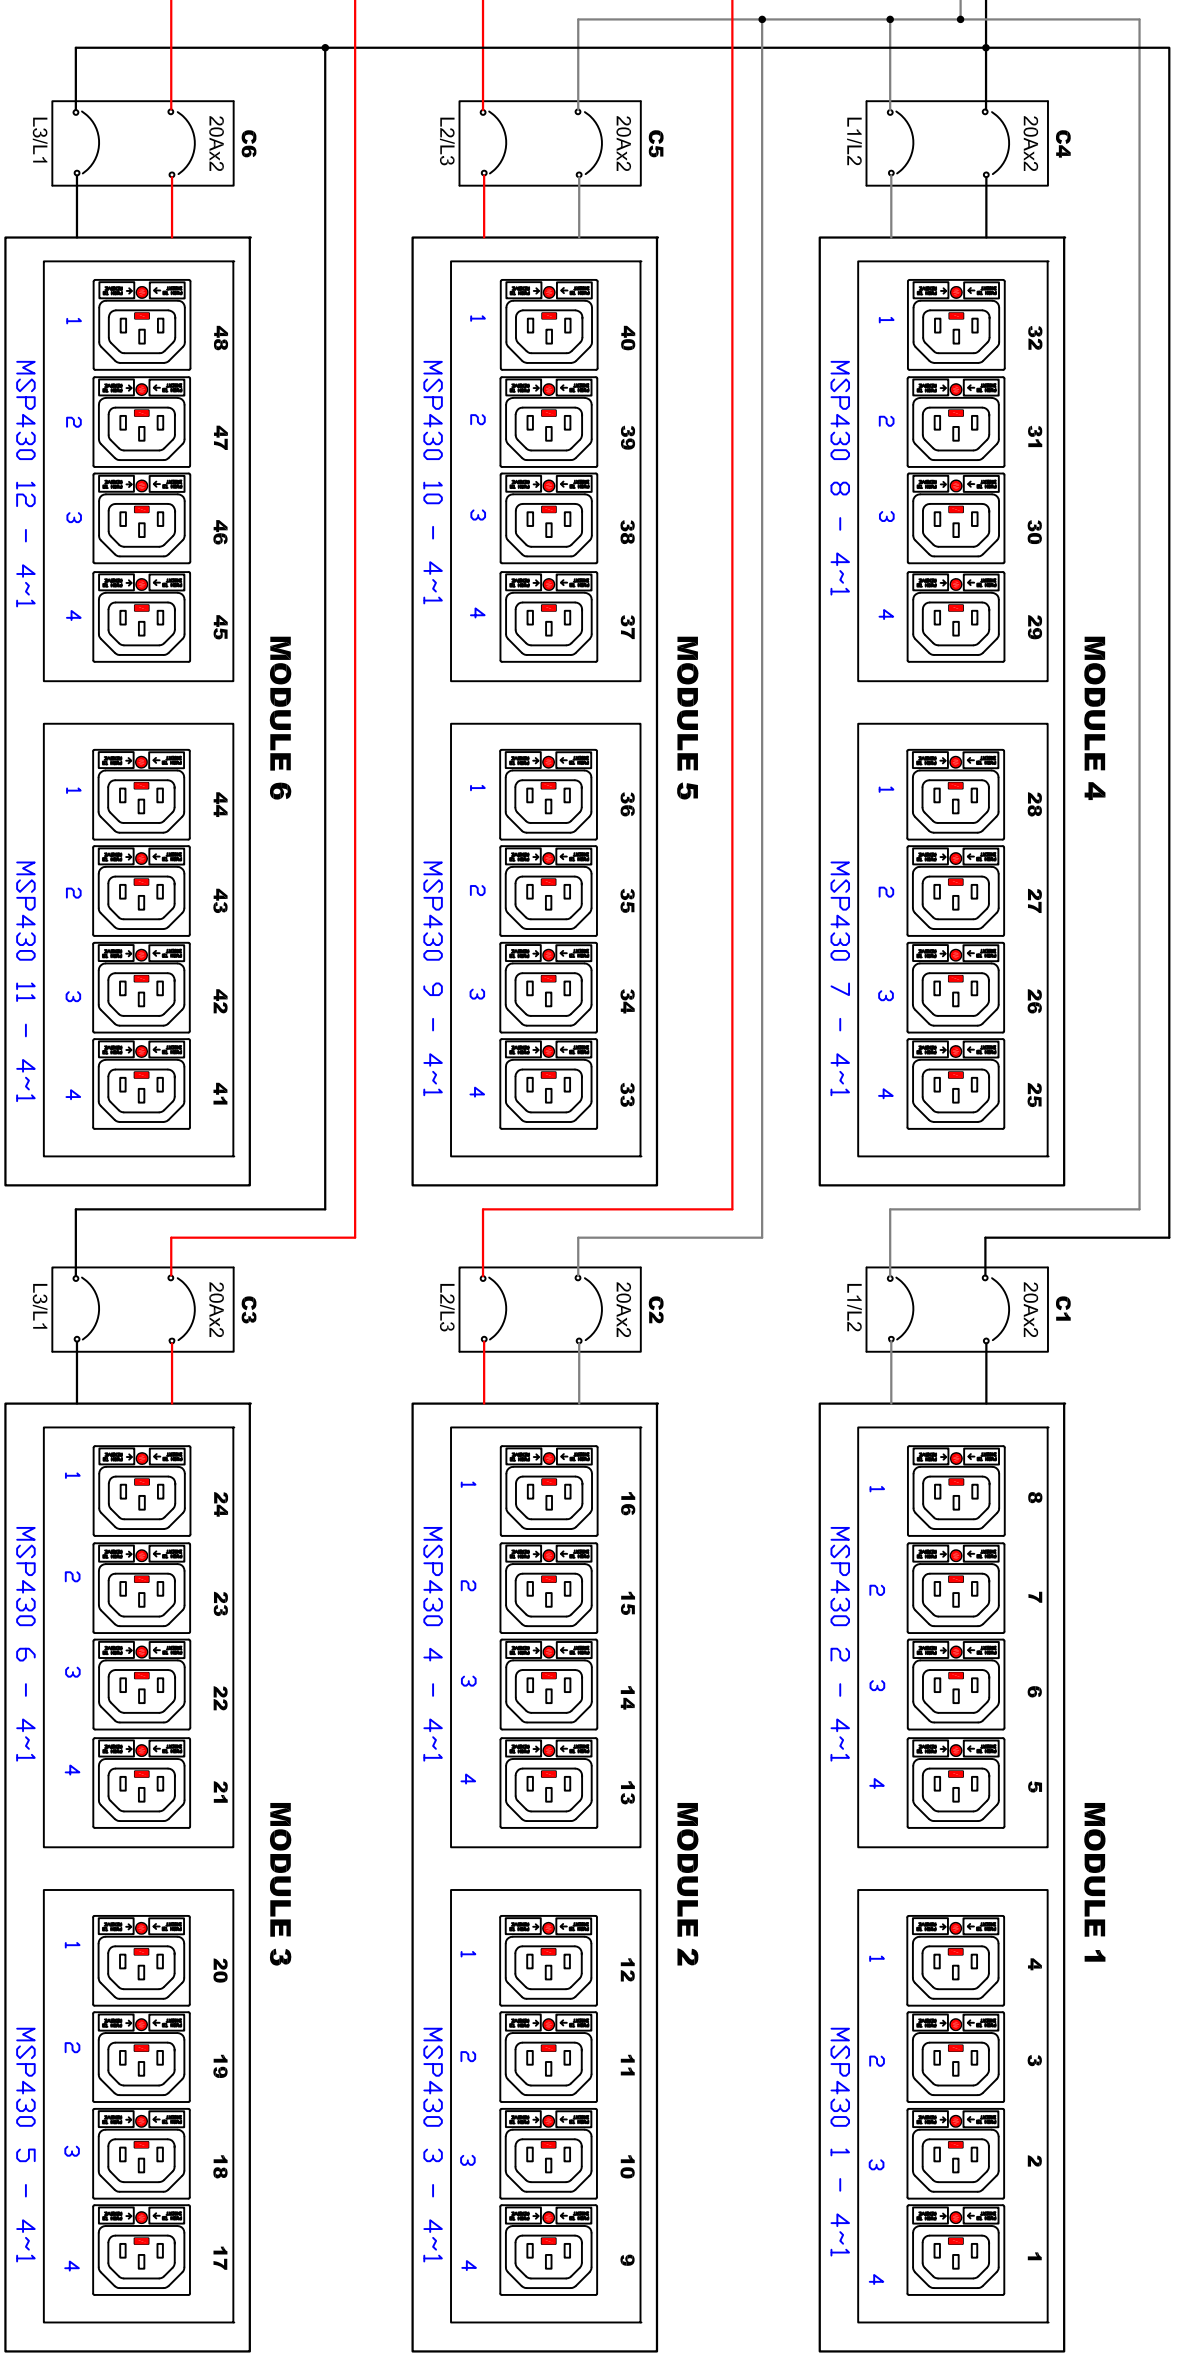 MODULE 4
C4
20Ax2
L1/L2
32 31 30 29 28 27 26 25
1 2 3 4 1 2 3 4
MSP430 8 - 4~1
MSP430 7 - 4~1
MODULE 1
C1
20Ax2
L1/L2
8 7 6 5 4 3 2 1
1 2 3 4 1 2 3 4
MSP430 2 - 4~1
MSP430 1 - 4~1
MODULE 5
C5
20Ax2
L2/L3
40 39 38 37 36 35 34 33
1 2 3 4 1 2 3 4
MSP430 10 - 4~1
MSP430 9 - 4~1
MODULE 2
C2
20Ax2
L2/L3
16 15 14 13 12 11 10 9
1 2 3 4 1 2 3 4
MSP430 4 - 4~1
MSP430 3 - 4~1
MODULE 6
C6
20Ax2
L3/L1
48 47 46 45 44 43 42 41
1 2 3 4 1 2 3 4
MSP430 12 - 4~1
MSP430 11 - 4~1
MODULE 3
C3
20Ax2
L3/L1
24 23 22 21 20 19 18 17
1 2 3 4 1 2 3 4
MSP430 6 - 4~1
MSP430 5 - 4~1